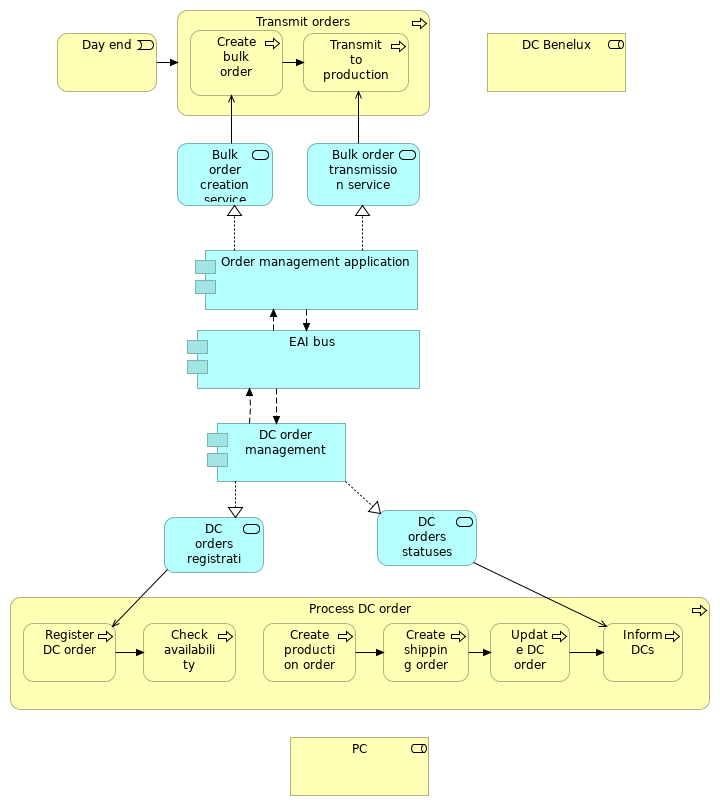 Transmit orders
Day end
Create
bulk
order
Transmit
to
production
DC Benelux
Bulk
order
creation
service
Bulk order
transmissio
n service
Order management application
EAI bus
DC order
management
DC
orders
registrati
DC
orders
statuses
Process DC order
Register
DC order
Check
availabili
ty
Create
producti
on order
Create
shippin
g order
Updat
e DC
order
Inform
DCs
PC